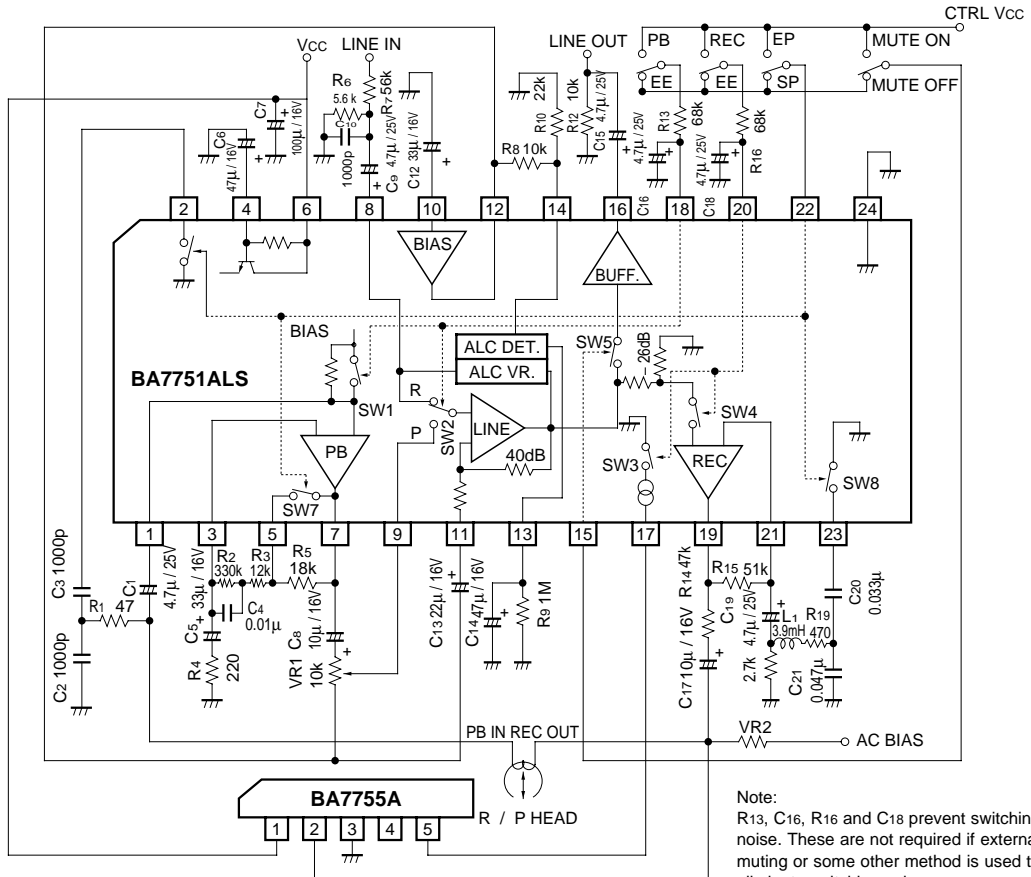 CTRL VCC
VCC LINE IN LINE OUT PB REC EP MUTE ON
EE EE SP MUTE OFF
C7 100µ / 16V
C6 47µ / 16V
R6 5.6 k
R7 56k
C10 1000p
C9 4.7µ / 25V
C12 33µ / 16V
R8 10k
22k R10
10k R12
C15 4.7µ / 25V
R13 68k
4.7µ / 25V C16
68k R16
4.7µ / 25V C18
2 4 6 8 10 12 14 16 18 20 22 24
BIAS
BUFF.
BIAS
ALC DET.
ALC VR.
SW5
-26dB
BA7751ALS
SW1
R
P
SW2
LINE
SW4
PB
40dB
SW3
REC
SW7
SW8
1 3 5 7 9 11 13 15 17 19 21 23
C3 1000p
R1 47
C2 1000p
C1 4.7µ / 25V
33µ / 16V C5
R2 330k
R3 12k
C4 0.01µ
R4 220
R5 18k
C8 10µ / 16V
VR1 10k
C13 22µ / 16V
C14 47µ / 16V
R9 1M
R14 47k
C17 10µ / 16V
R15 51k
C19 4.7µ / 25V
L1 3.9mH
R19 470
2.7k
C20 0.033µ
C21 0.047µ
PB IN REC OUT
VR2
AC BIAS
R / P HEAD
BA7755A
1 2 3 4 5
Note:
R13, C16, R16 and C18 prevent switchin
noise. These are not required if externa
muting or some other method is used t